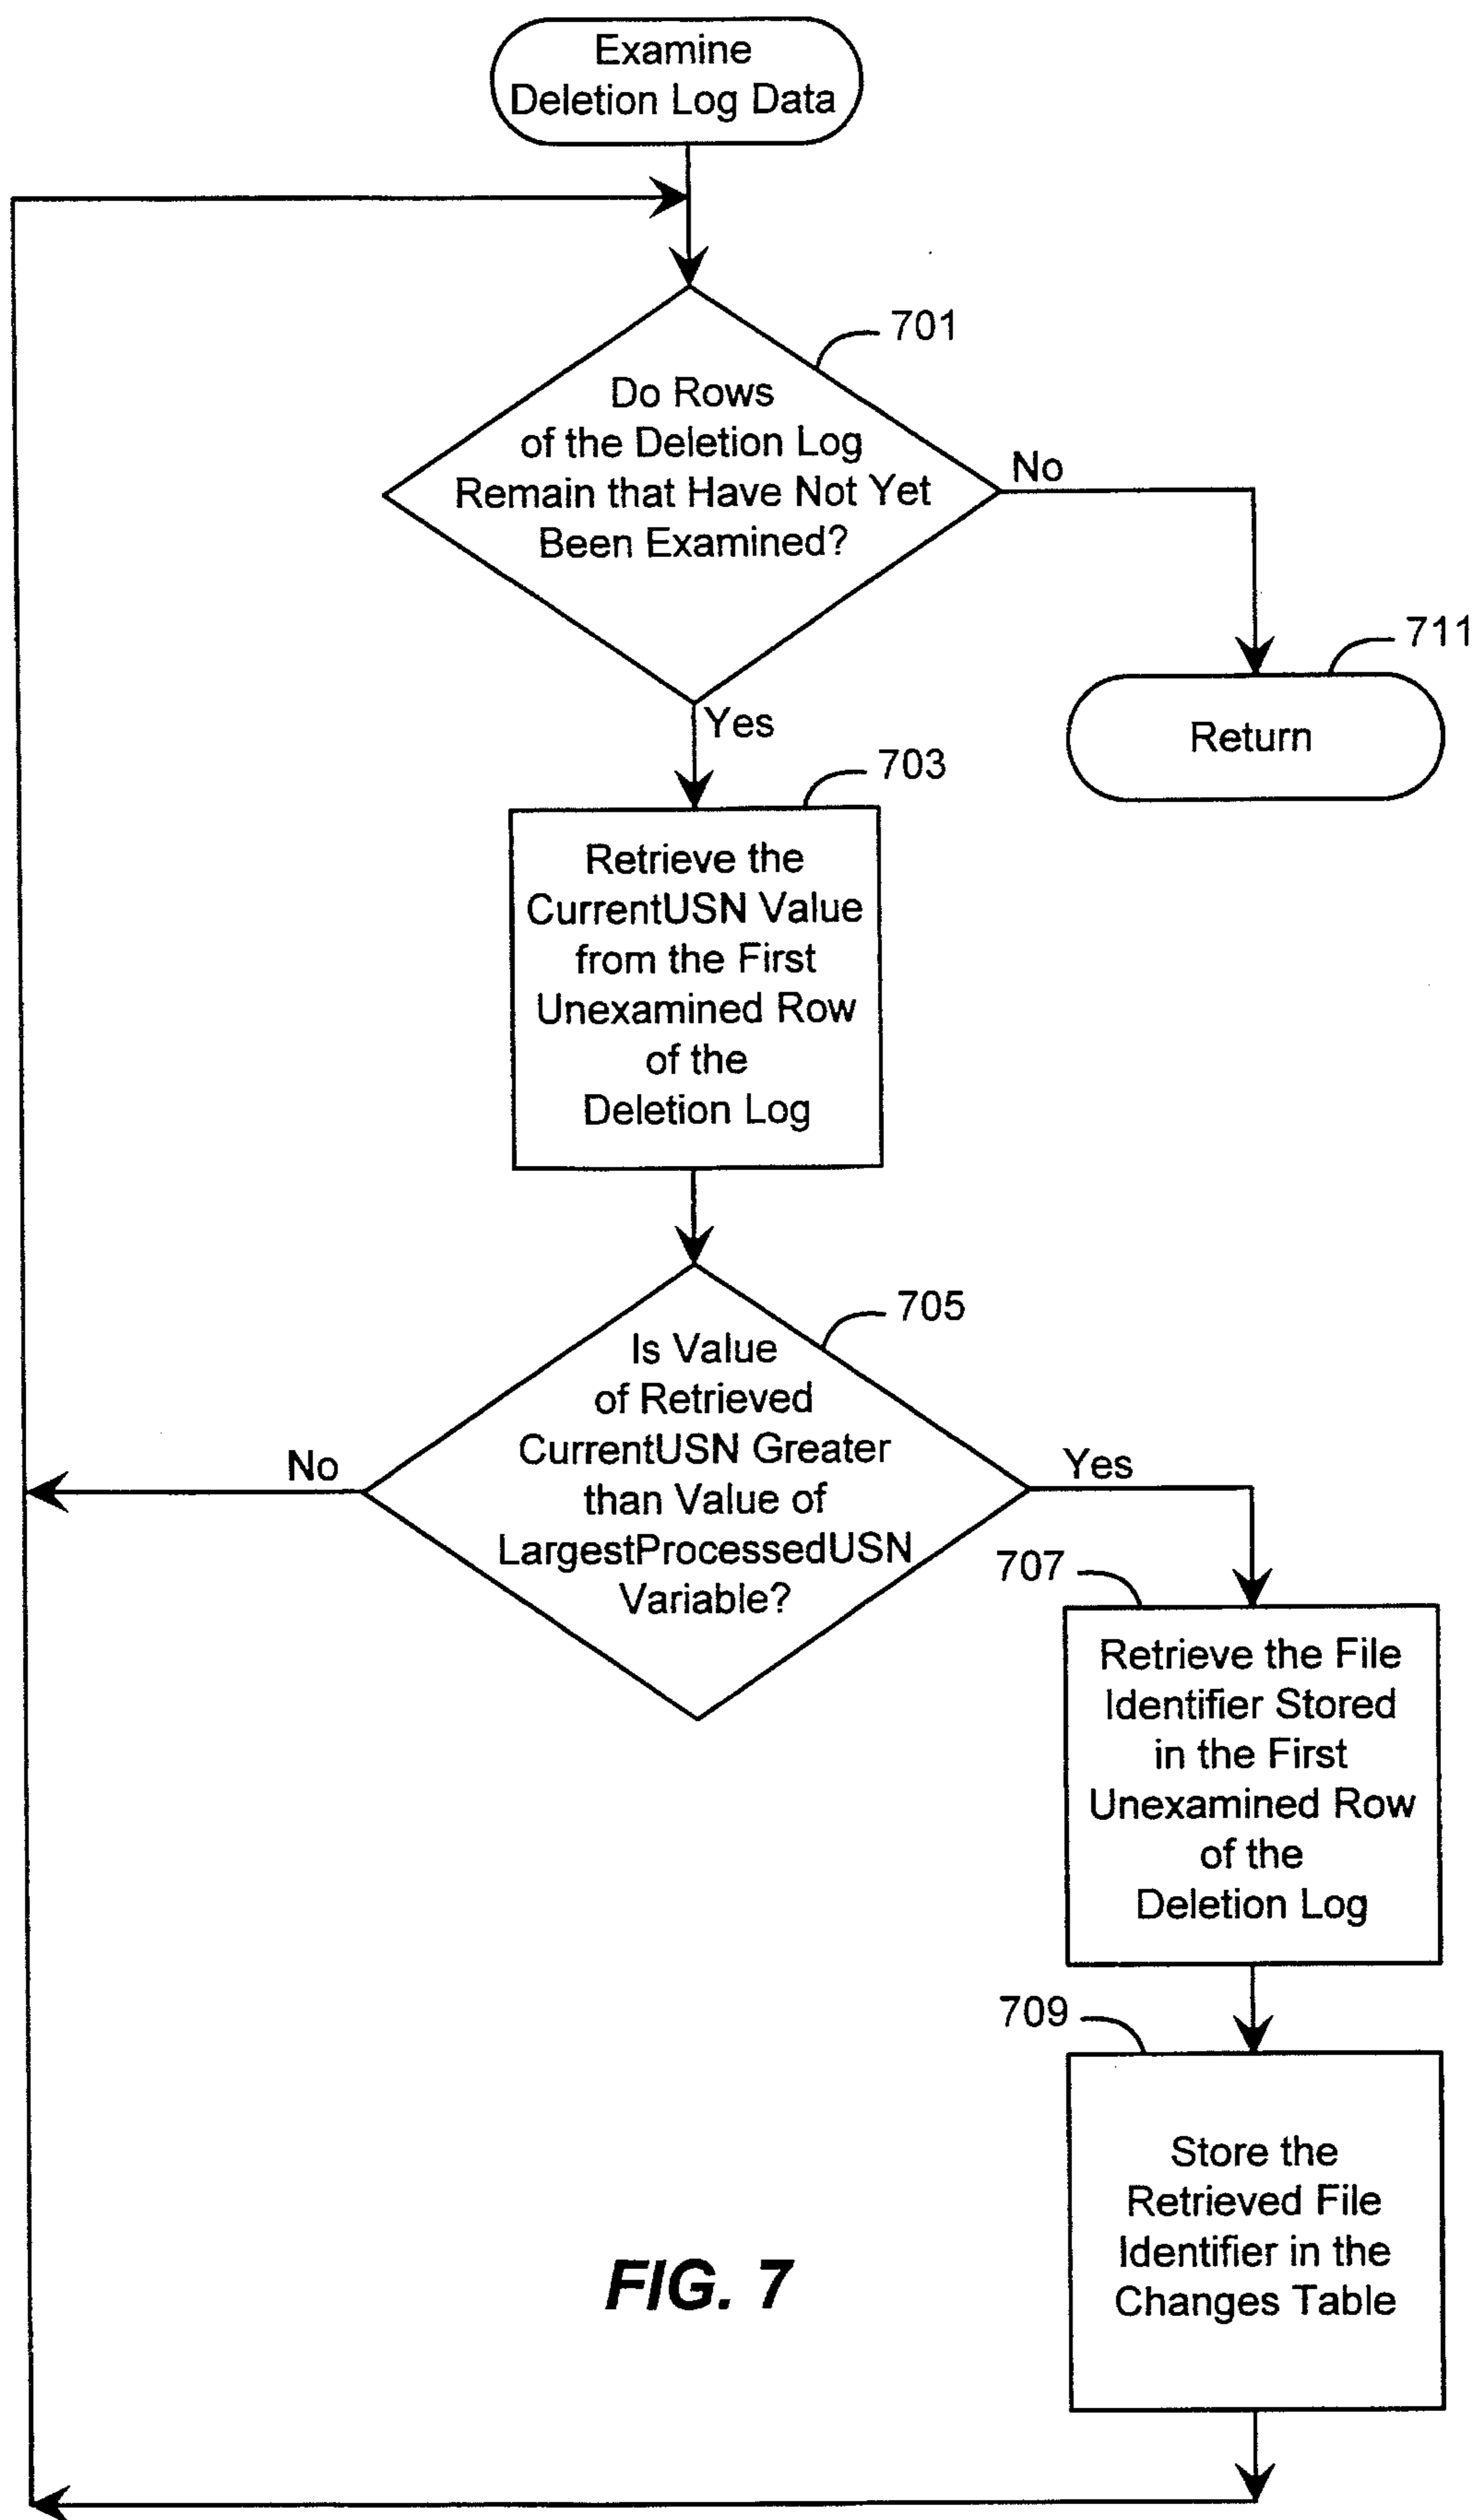 Examine
Deletion Log Data
701
Do Rows
of the Deletion Log
Remain that Have Not Yet
Been Examined?
No
711
Return
Yes
703
Retrieve the
CurrentUSN Value
from the First
Unexamined Row
of the
Deletion Log
705
Is Value
of Retrieved
CurrentUSN Greater
than Value of
LargestProcessedUSN
Variable?
No
Yes
707
Retrieve the File
Identifier Stored
in the First
Unexamined Row
of the
Deletion Log
709
Store the
Retrieved File
Identifier in the
Changes Table
FIG. 7